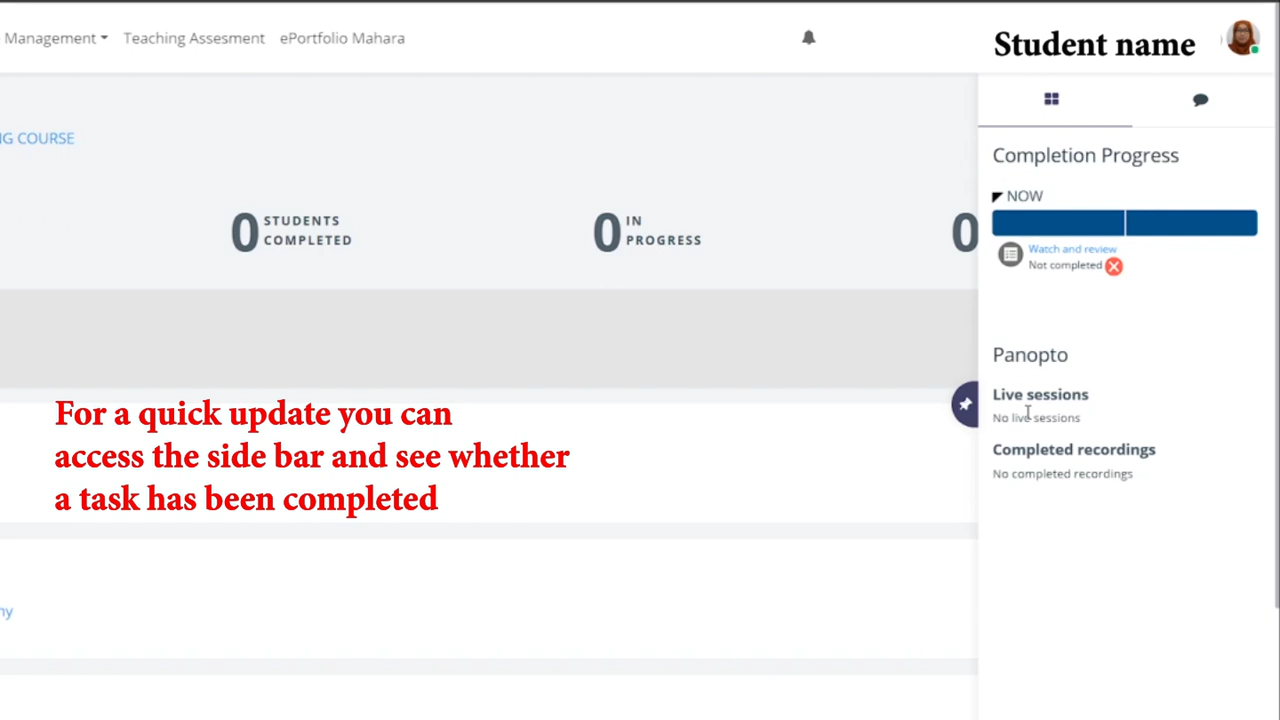 Management
Teaching Assesment
ePortfolio Mahara
Student name
NG COURSE
0 STUDENTS COMPLETED
0 IN PROGRESS
0
Completion Progress
NOW
Watch and review
Not completed
Panopto
Live sessions
No live sessions
Completed recordings
No completed recordings
For a quick update you can
access the side bar and see whether
a task has been completed
ny